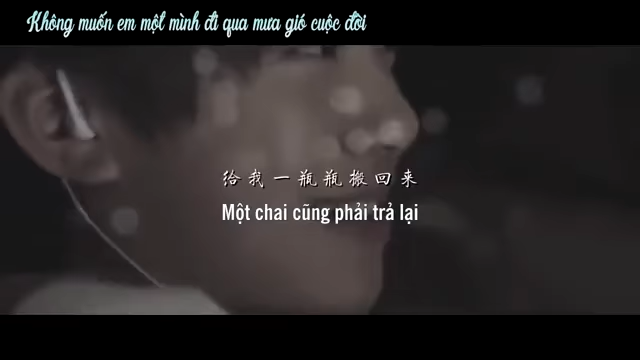 Không muốn em một mình đi qua mưa gió cuộc đời
给我一瓶瓶搬回来
Một chai cũng phải trả lại